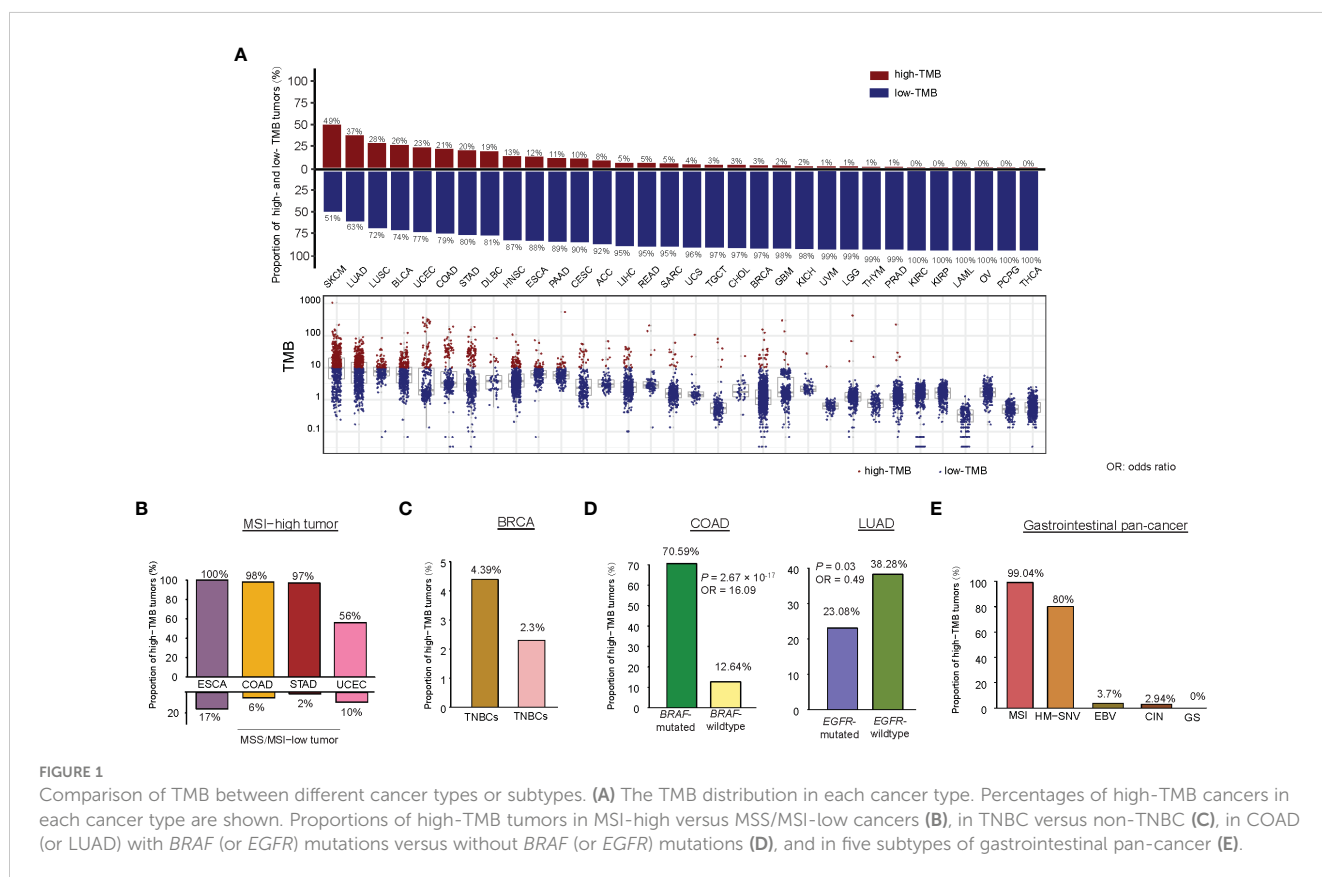 A
Proportion of high- and low- TMB tumors (%)
100
75
50
25
0
25
50
75
100
high-TMB
low-TMB
49% 37% 28% 26% 23% 21% 20% 19% 13% 12% 11% 10% 8% 5% 5% 5% 4% 3% 3% 3% 2% 2% 1% 1% 1% 1% 0% 0% 0% 0% 0% 0%
51% 63% 72% 74% 77% 79% 80% 81% 87% 88% 89% 90% 92% 95% 95% 95% 96% 97% 97% 97% 98% 98% 99% 99% 99% 99% 100% 100% 100% 100% 100% 100%
SKCM LUAD LUSC BLCA UCEC COAD STAD DLBC HNSC ESCA PAAD CESC ACC LIHC READ SARC UCS TGCT CHOL BRCA GBM KICH UVM LGG THYM PRAD KIRC KIRP LAML OV PCPG THCA
TMB
1000
100
10
1
0.1
high-TMB low-TMB
OR: odds ratio
B
MSI-high tumor
Proportion of high-TMB tumors (%)
100
80
60
40
20
0
20
100% 98% 97% 56%
ESCA COAD STAD UCEC
17% 6% 2% 10%
MSS/MSI-low tumor
C
BRCA
Proportion of high-TMB tumors (%)
5
4
3
2
1
0
4.39%
2.3%
TNBCs TNBCs
D
COAD
Proportion of high-TMB tumors (%)
70
60
50
40
30
20
10
0
70.59%
P = 2.67 × 10-17
OR = 16.09
12.64%
BRAF-mutated
BRAF-wildtype
LUAD
Proportion of high-TMB tumors (%)
40
30
20
10
0
P = 0.03
OR = 0.49
38.28%
23.08%
EGFR-mutated
EGFR-wildtype
E
Gastrointestinal pan-cancer
Proportion of high-TMB tumors (%)
100
80
60
40
20
0
99.04%
80%
3.7%
2.94%
0%
MSI HM-SNV EBV CIN GS
FIGURE 1
Comparison of TMB between different cancer types or subtypes. (A) The TMB distribution in each cancer type. Percentages of high-TMB cancers in
each cancer type are shown. Proportions of high-TMB tumors in MSI-high versus MSS/MSI-low cancers (B), in TNBC versus non-TNBC (C), in COAD
(or LUAD) with BRAF (or EGFR) mutations versus without BRAF (or EGFR) mutations (D), and in five subtypes of gastrointestinal pan-cancer (E).